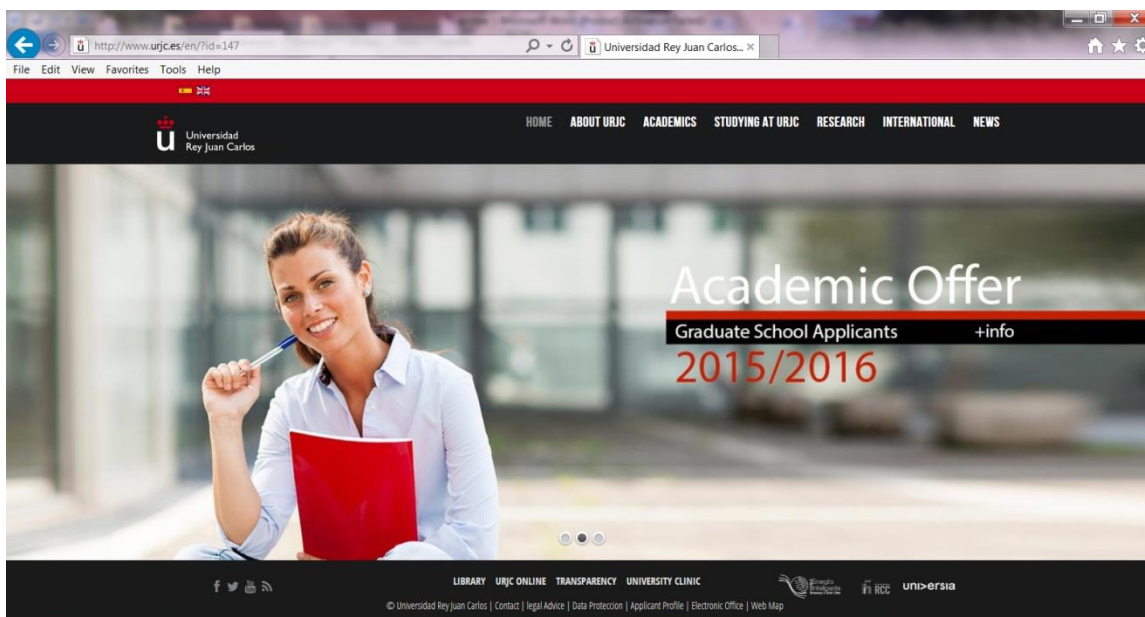 http://www.urjc.es/en/?id=147
Universidad Rey Juan Carlos...
File Edit View Favorites Tools Help
ü Universidad
Rey Juan Carlos
HOME ABOUT URJC ACADEMICS STUDYING AT URJC RESEARCH INTERNATIONAL NEWS
Academic Offer
Graduate School Applicants +info
2015/2016
LIBRARY URJC ONLINE TRANSPARENCY UNIVERSITY CLINIC
RCC
uni>ersia
© Universidad Rey Juan Carlos | Contact | legal Advice | Data Proteccion | Applicant Profile | Electronic Office | Web Map